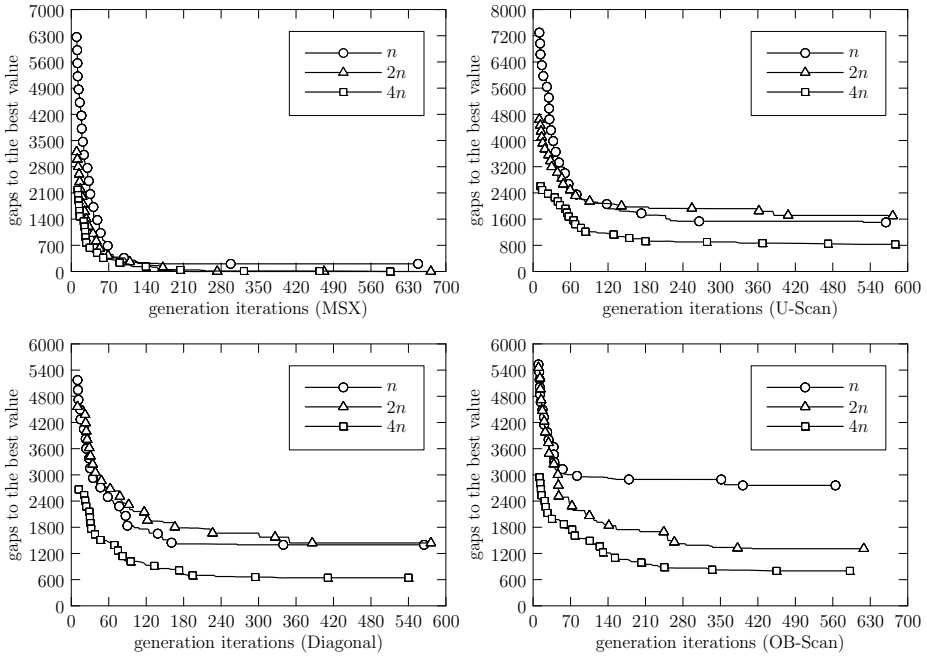 gaps to the best value
7000
6300
5600
4900
4200
3500
2800
2100
1400
700
0
n
2n
4n
0 70 140 210 280 350 420 490 560 630 700
generation iterations (MSX)
gaps to the best value
8000
7200
6400
5600
4800
4000
3200
2400
1600
800
0
n
2n
4n
0 60 120 180 240 300 360 420 480 540 600
generation iterations (U-Scan)
gaps to the best value
6000
5400
4800
4200
3600
3000
2400
1800
1200
600
0
n
2n
4n
0 60 120 180 240 300 360 420 480 540 600
generation iterations (Diagonal)
gaps to the best value
6000
5400
4800
4200
3600
3000
2400
1800
1200
600
0
n
2n
4n
0 70 140 210 280 350 420 490 560 630 700
generation iterations (OB-Scan)